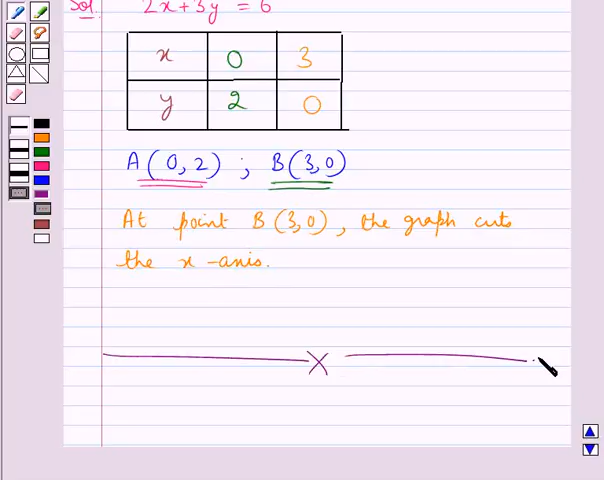 Sol. 2x+3y = 6
x 0 3
y 2 0
A (0,2) ; B(3,0)
At point B (3,0), the graph cuts
the x-axis.